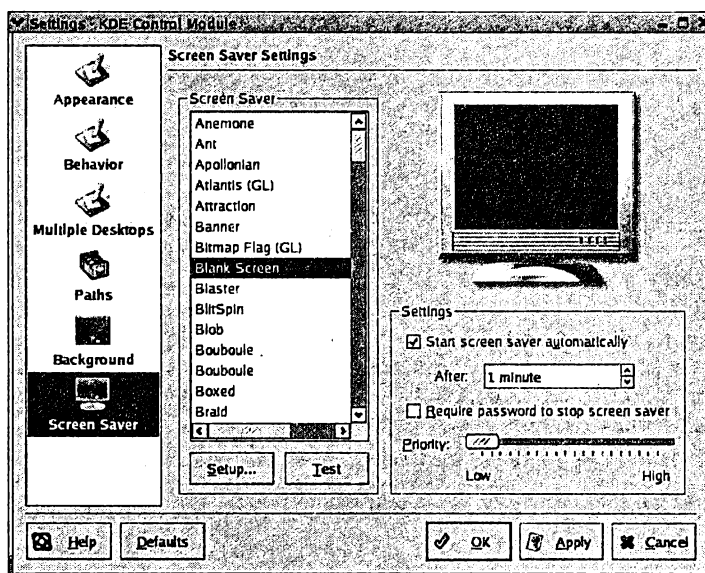 Settings - KDE Control Module
Appearance
Behavior
Multiple Desktops
Paths
Background
Screen Saver
Screen Saver Settings
Screen Saver
Anemone
Ant
Apollonian
Atlantis (GL)
Attraction
Banner
Bitmap Flag (GL)
Blank Screen
Blaster
BlitSpin
Blob
Bouboule
Bouboule
Boxed
Braid
Setup...
Test
Settings
Start screen saver automatically
After: 1 minute
Require password to stop screen saver
Priority:
Low High
Help Defaults OK Apply Cancel